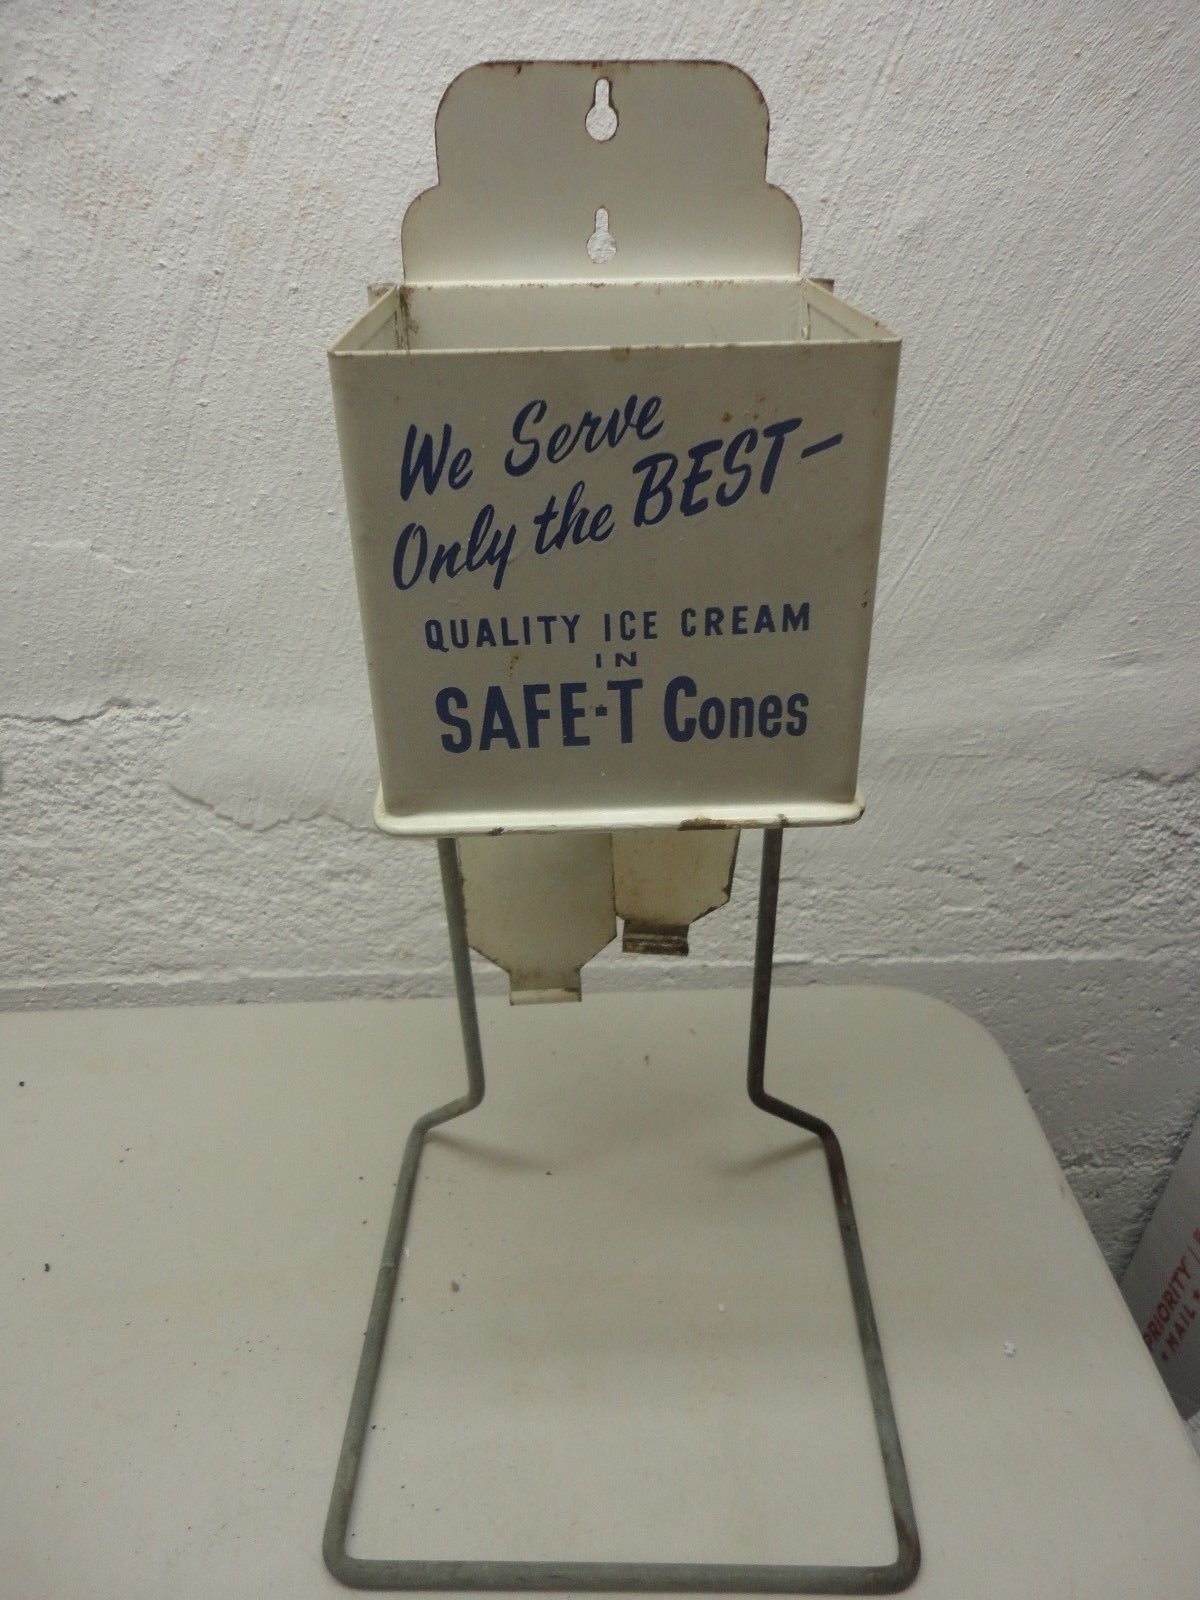 We Serve
Only the BEST-
QUALITY ICE CREAM
IN
SAFE-T Cones
PRIORITY
MAIL